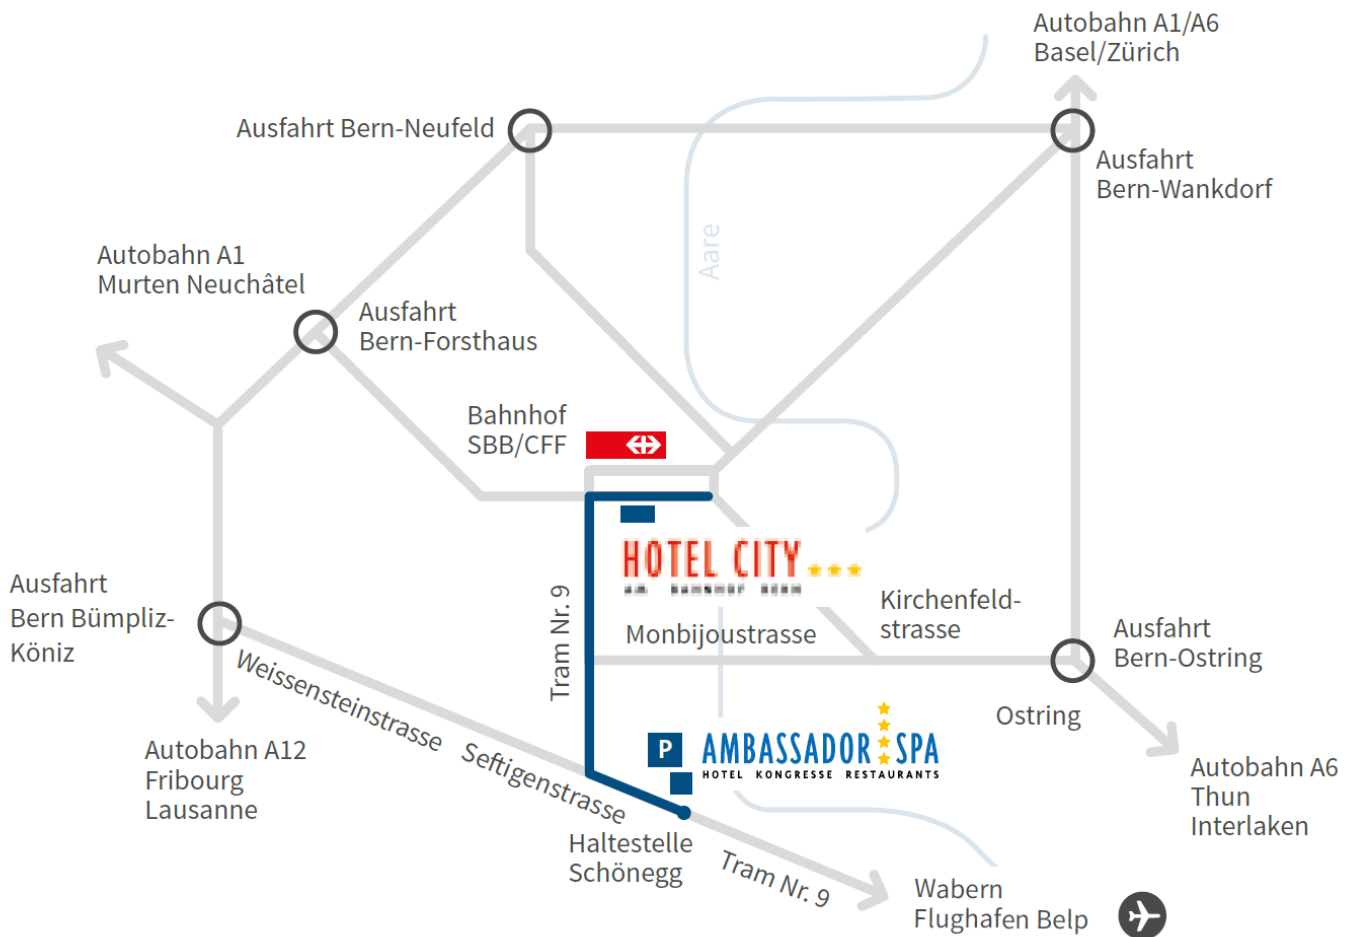 Autobahn A1/A6
Basel/Zürich
Ausfahrt Bern-Neufeld
Ausfahrt
Bern-Wankdorf
Aare
Autobahn A1
Murten Neuchâtel
Ausfahrt
Bern-Forsthaus
Bahnhof
SBB/CFF
HOTEL CITY
AM BAHNHOF BERN
Ausfahrt
Bern Bümpliz-
Köniz
Tram Nr. 9
Monbijoustrasse
Kirchenfeld-
strasse
Ausfahrt
Bern-Ostring
Weissensteinstrasse
Seftigenstrasse
Ostring
P
AMBASSADOR SPA
HOTEL KONGRESSE RESTAURANTS
Autobahn A12
Fribourg
Lausanne
Autobahn A6
Thun
Interlaken
Haltestelle
Schönegg
Tram Nr. 9
Wabern
Flughafen Belp